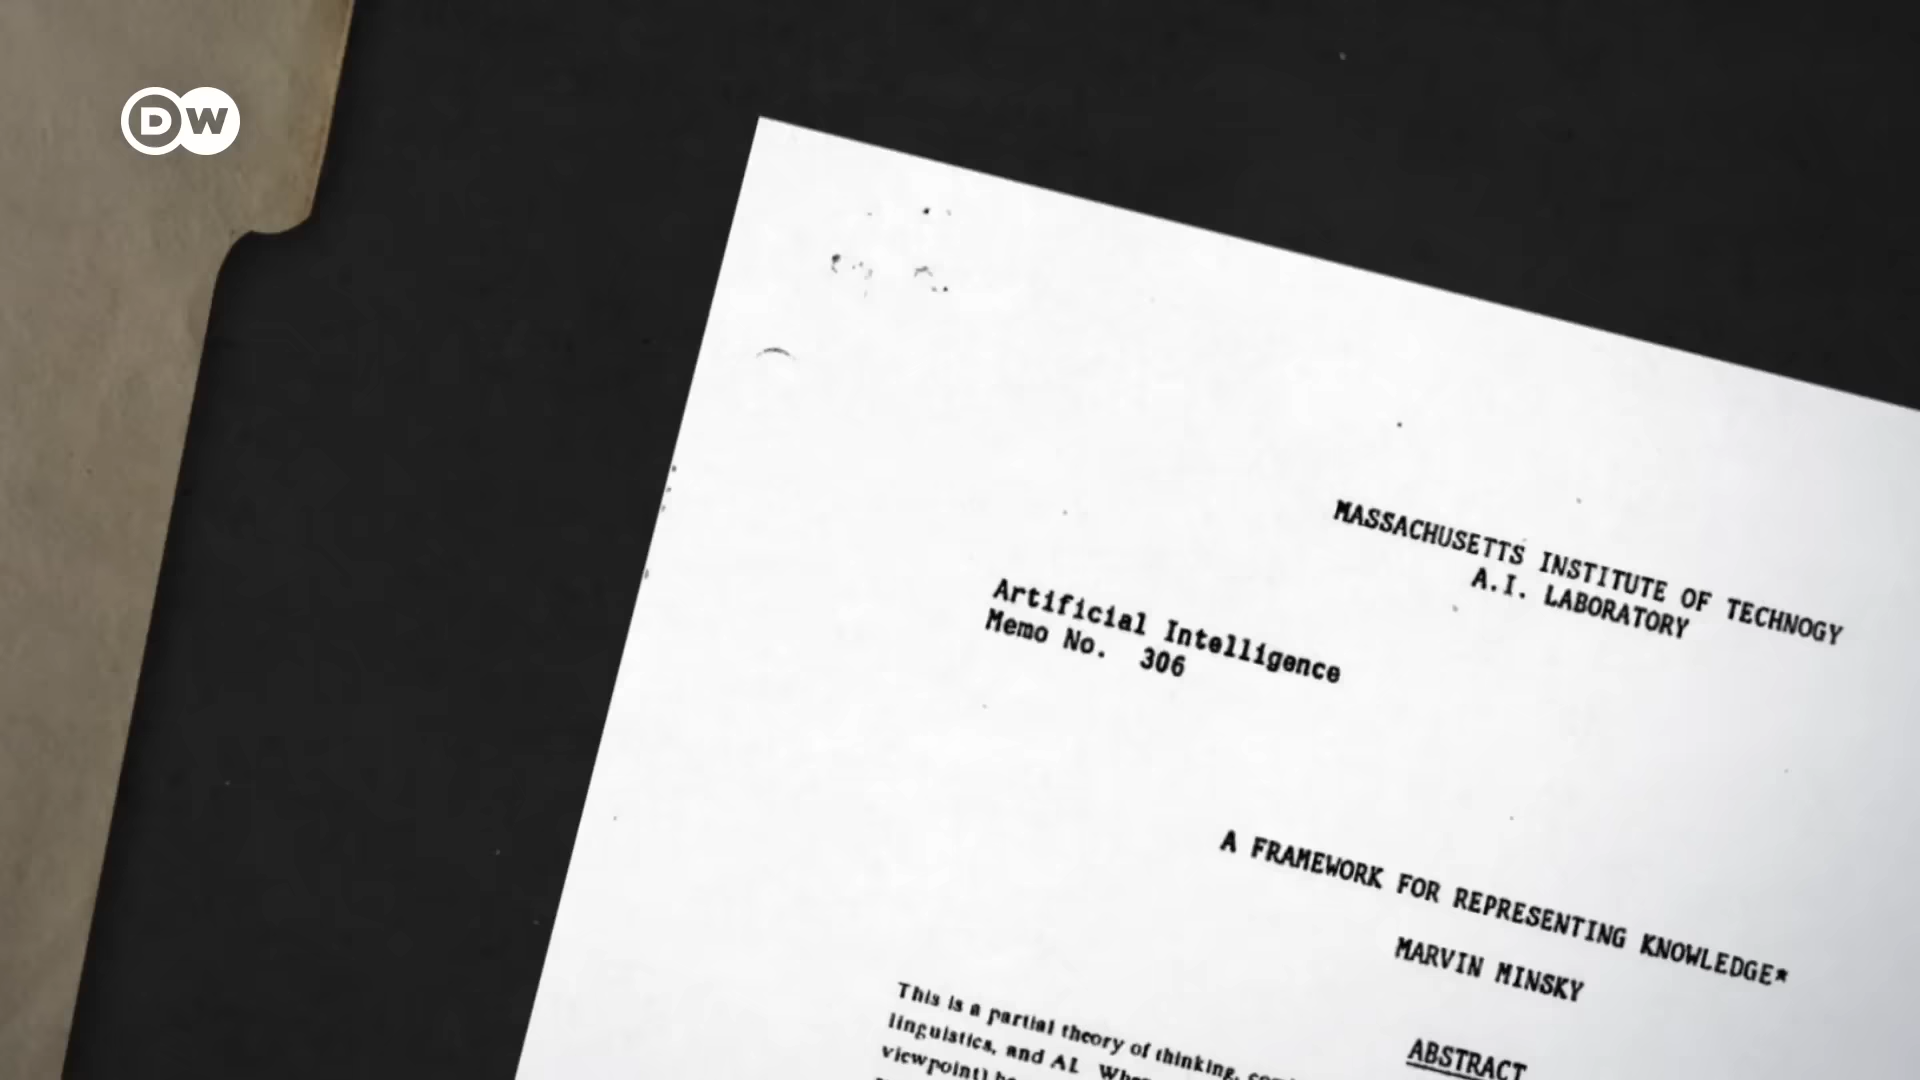 DW
MASSACHUSETTS INSTITUTE OF TECHNOGY
A.I. LABORATORY
Artificial Intelligence
Memo No. 306
A FRAMEWORK FOR REPRESENTING KNOWLEDGE*
MARVIN MINSKY
ABSTRACT
This is a partial theory of thinking,
linguistics, and AI.
viewpoint)